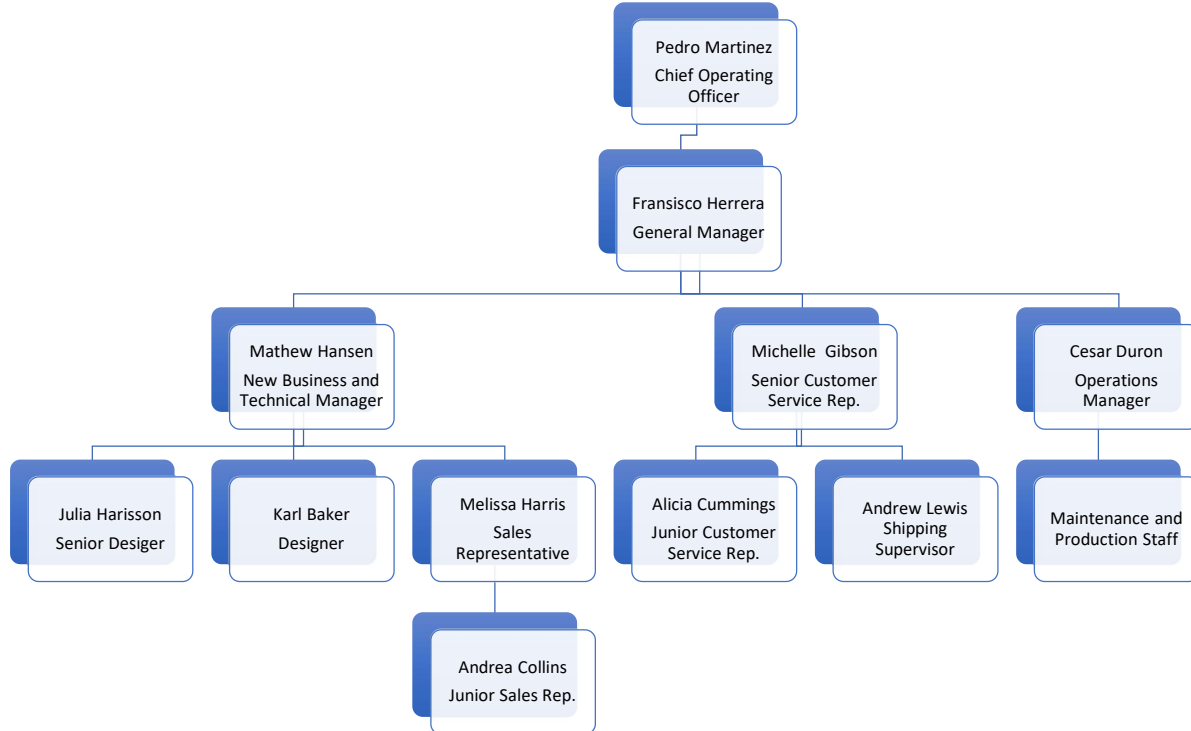 Pedro Martinez
Chief Operating
Officer
Fransisco Herrera
General Manager
Mathew Hansen
New Business and
Technical Manager
Michelle  Gibson
Senior Customer
Service Rep.
Cesar Duron
Operations
Manager
Julia Harisson
Senior Desiger
Karl Baker
Designer
Melissa Harris
Sales
Representative
Alicia Cummings
Junior Customer
Service Rep.
Andrew Lewis
Shipping
Supervisor
Maintenance and
Production Staff
Andrea Collins
Junior Sales Rep.